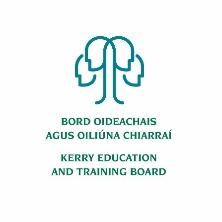 BORD OIDEACHAIS
AGUS OILIÚNA CHIARRAÍ
KERRY EDUCATION
AND TRAINING BOARD